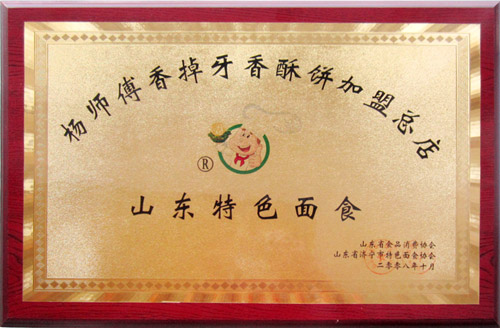 杨师傅香掉牙香酥饼加盟总店
®
山东特色面食
山东省食品消费协会
山东省济宁市特色面食协会
二零零八年十月